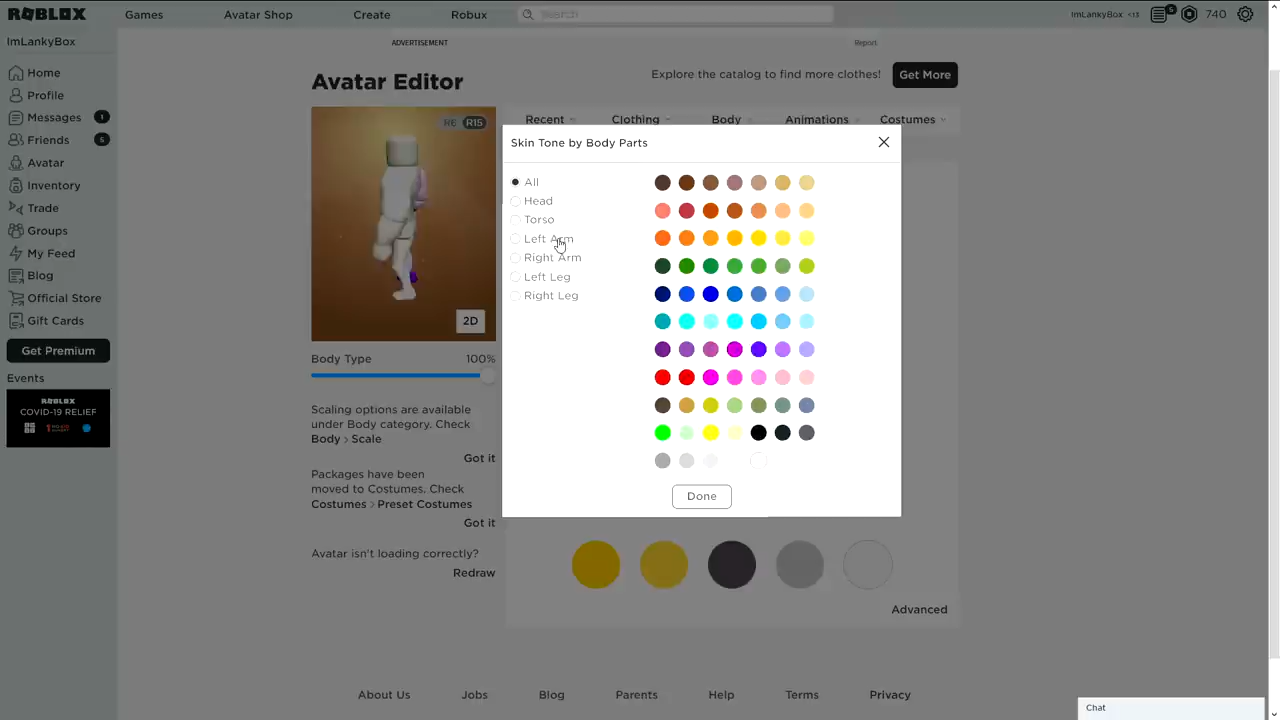 ROBLOX
Games
Avatar Shop
Create
Robux
Search
ImLankyBox <13
5
740
ImLankyBox
ADVERTISEMENT
Report
Home
Profile
Messages
1
Friends
5
Avatar
Inventory
Trade
Groups
My Feed
Blog
Official Store
Gift Cards
Get Premium
Events
ROBLOX
COVID-19 RELIEF
Avatar Editor
Explore the catalog to find more clothes!
Get More
R6
R15
2D
Body Type
100%
Scaling options are available
under Body category. Check
Body > Scale
Got it
Packages have been
moved to Costumes. Check
Costumes > Preset Costumes
Got it
Avatar isn't loading correctly?
Redraw
Recent
Clothing
Body
Animations
Costumes
Skin Tone by Body Parts
All
Head
Torso
Left Arm
Right Arm
Left Leg
Right Leg
Done
Advanced
About Us
Jobs
Blog
Parents
Help
Terms
Privacy
Chat